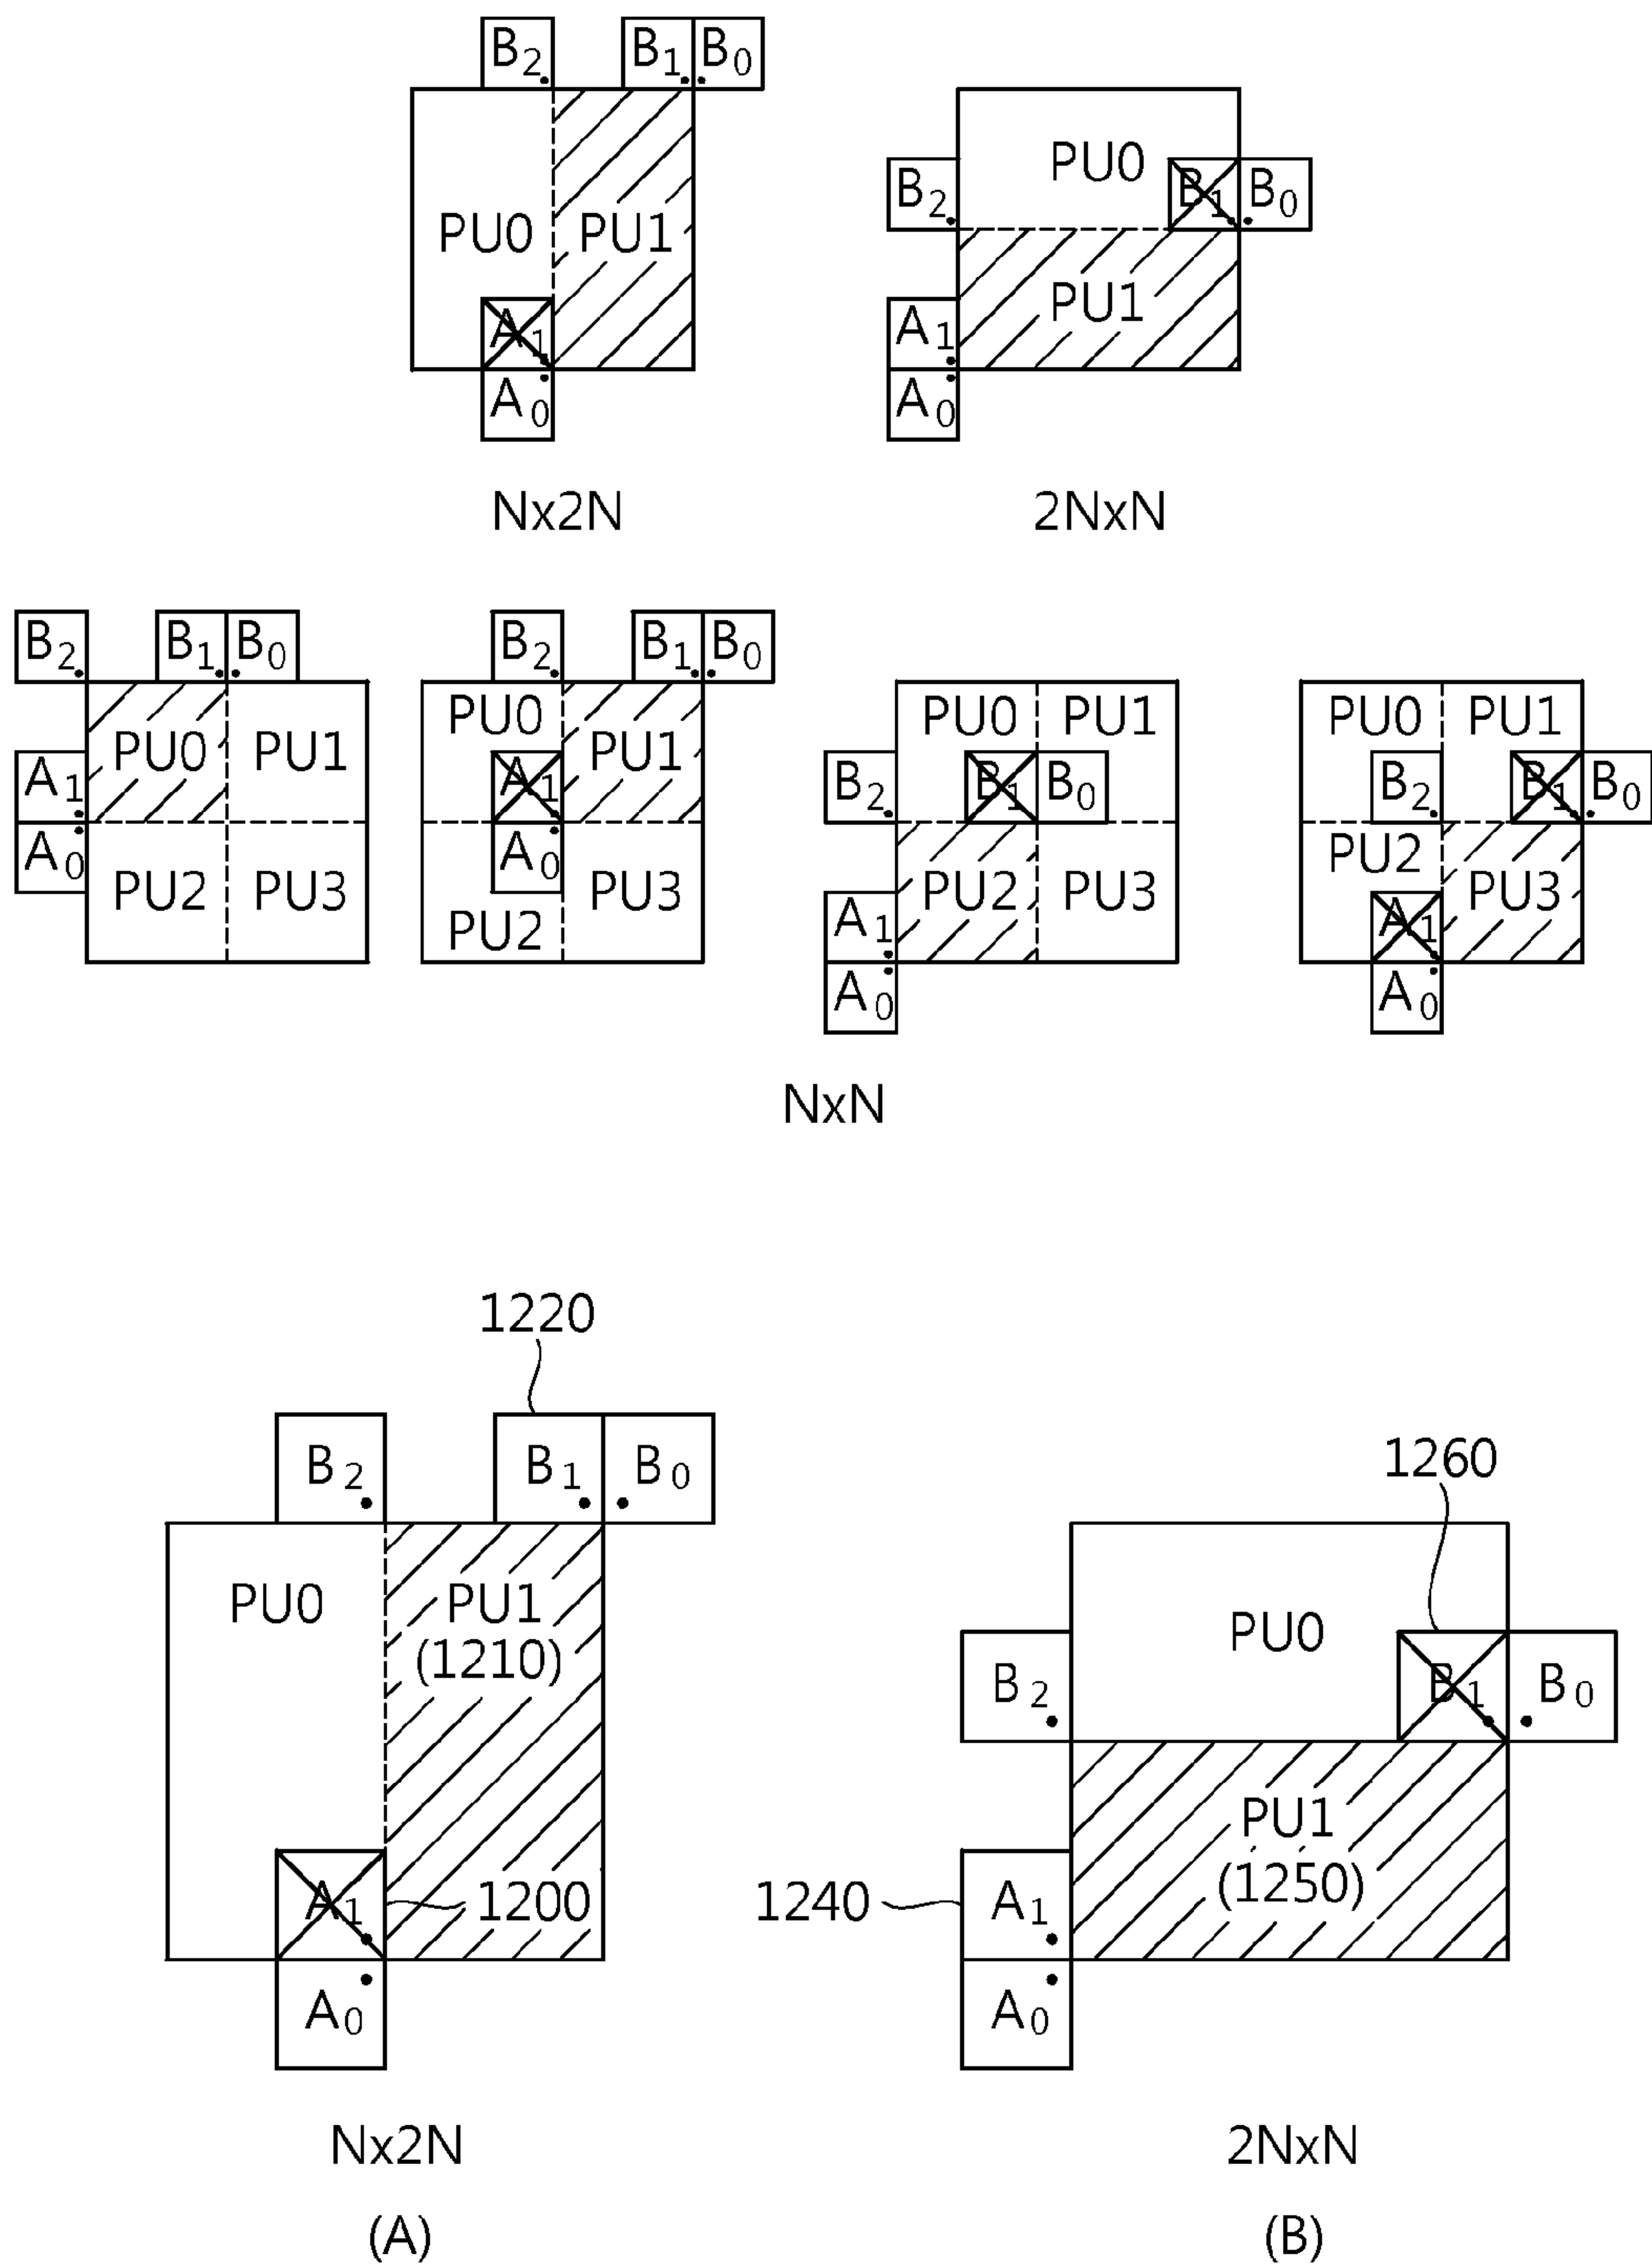 B2 B1 B0
PU0 PU1
A1
A0
Nx2N
PU0
B2 B1 B0
PU1
A1
A0
2NxN
B2 B1 B0
PU0 PU1
A1
A0
PU2 PU3
B2 B1 B0
PU0
PU1
A1
A0
PU3
PU2
PU0 PU1
B2 B1 B0
PU2 PU3
A1
A0
PU0 PU1
B2 B1 B0
PU2
PU3
A1
A0
NxN
1220
B2 B1 B0
PU0 PU1
(1210)
A1 1200
A0
Nx2N
(A)
1260
PU0
B2 B1 B0
PU1
(1250)
1240 A1
A0
2NxN
(B)